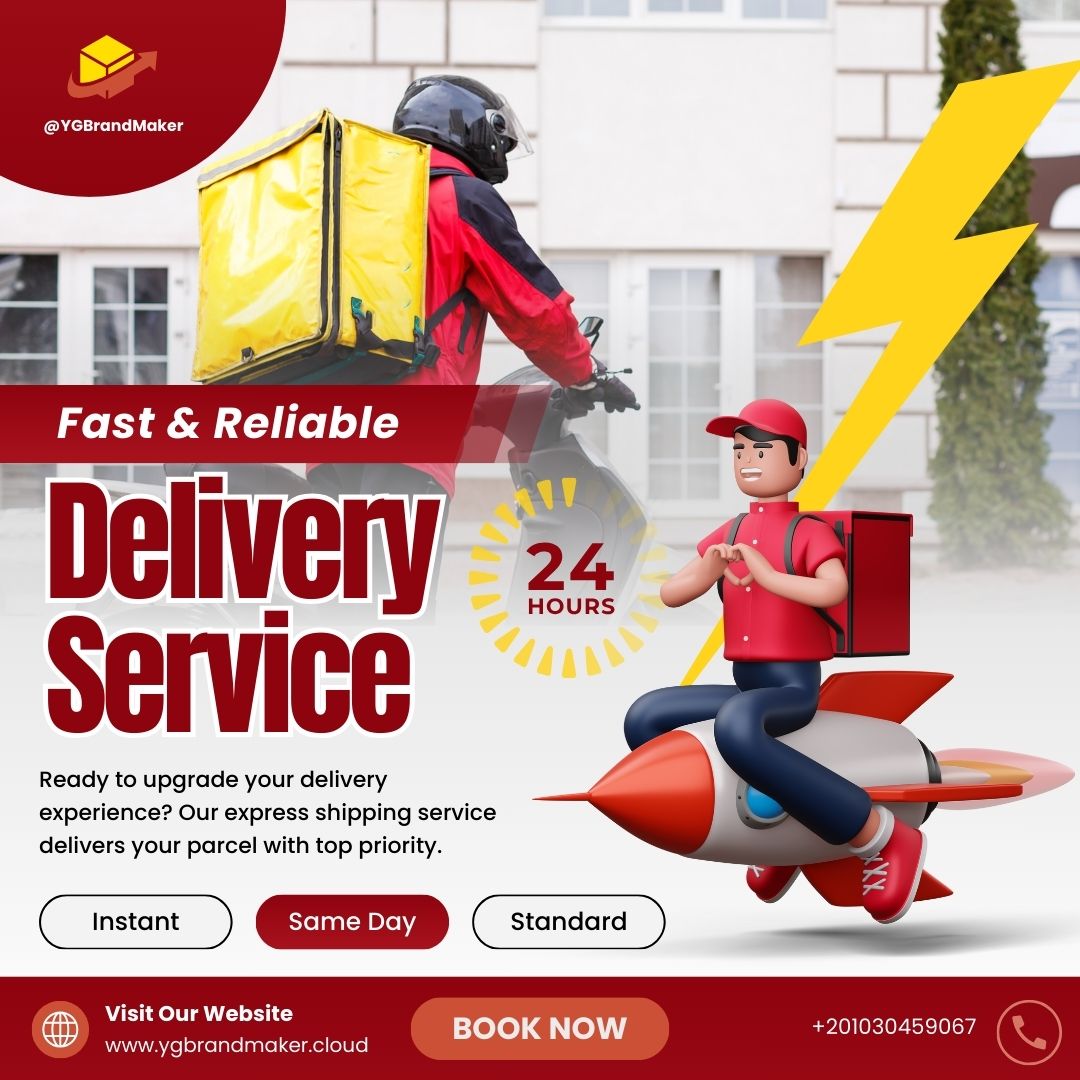 @YGBrandMaker
Fast & Reliable
Delivery
Service
24
HOURS
Ready to upgrade your delivery
experience? Our express shipping service
delivers your parcel with top priority.
Instant
Same Day
Standard
Visit Our Website
www.ygbrandmaker.cloud
BOOK NOW
+201030459067